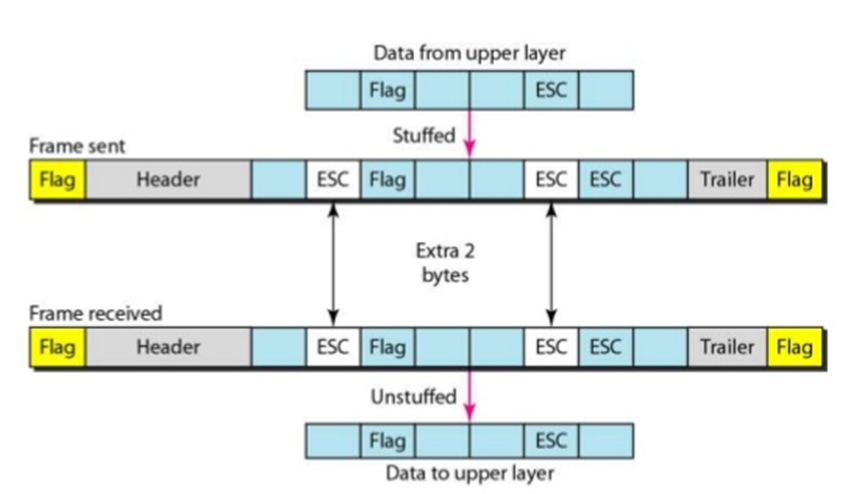 Data from upper layer
Flag ESC
Stuffed
Frame sent
Flag Header ESC Flag ESC ESC Trailer Flag
Extra 2
bytes
Frame received
Flag Header ESC Flag ESC ESC Trailer Flag
Unstuffed
Flag ESC
Data to upper layer